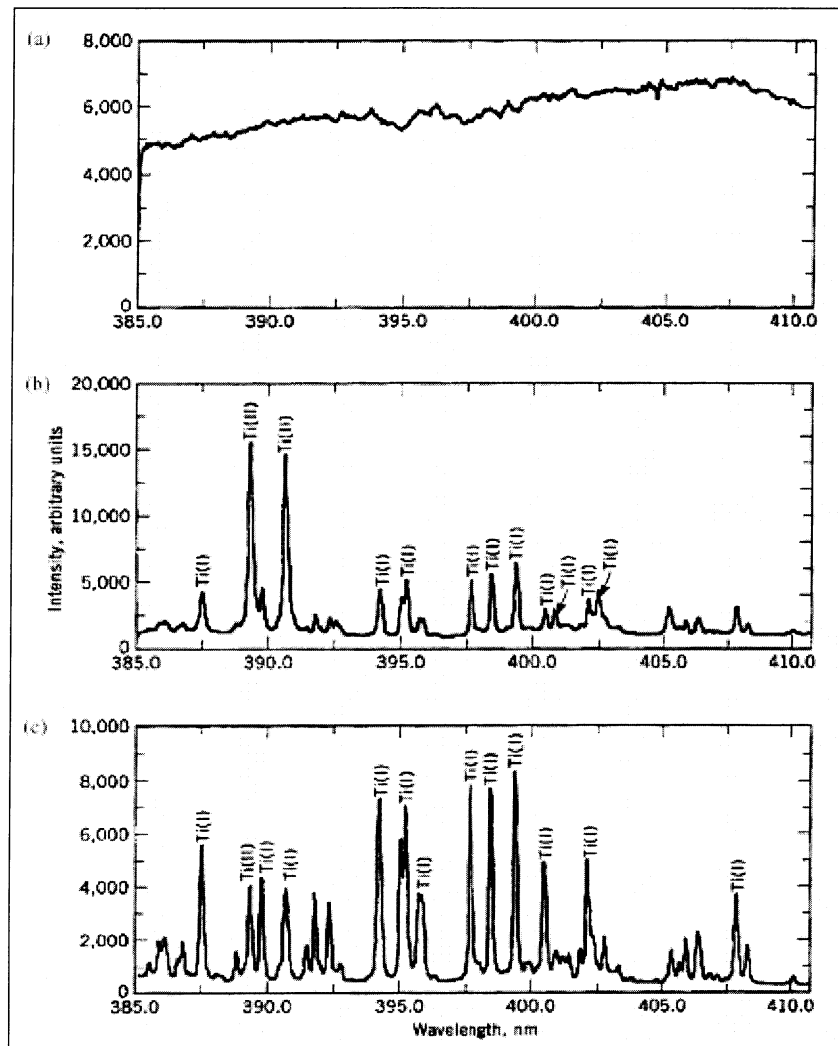 (a)
8,000
6,000
4,000
2,000
0
385.0 390.0 395.0 400.0 405.0 410.0
(b)
20,000
15,000
10,000
5,000
0
Intensity, arbitrary units
Ti(I)
Ti(II)
Ti(II)
Ti(I)
Ti(I)
Ti(I)
Ti(I)
Ti(I)
Ti(I)
Ti(I)
Ti(I)
Ti(I)
385.0 390.0 395.0 400.0 405.0 410.0
(c)
10,000
8,000
6,000
4,000
2,000
0
Ti(I)
Ti(II)
Ti(I)
Ti(I)
Ti(I)
Ti(I)
Ti(I)
Ti(I)
Ti(I)
Ti(I)
Ti(I)
Ti(I)
Ti(I)
385.0 390.0 395.0 400.0 405.0 410.0
Wavelength, nm